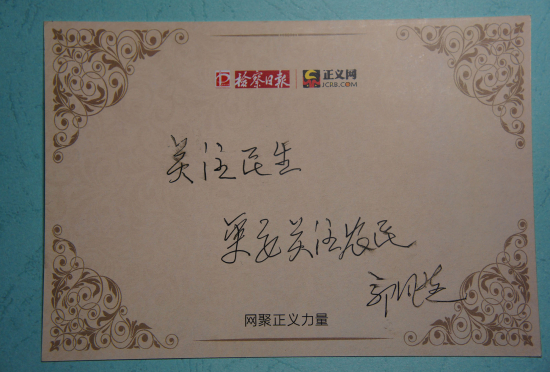 检察日报 正义网
JCRB.COM
关注民生
更要关注农民
网聚正义力量